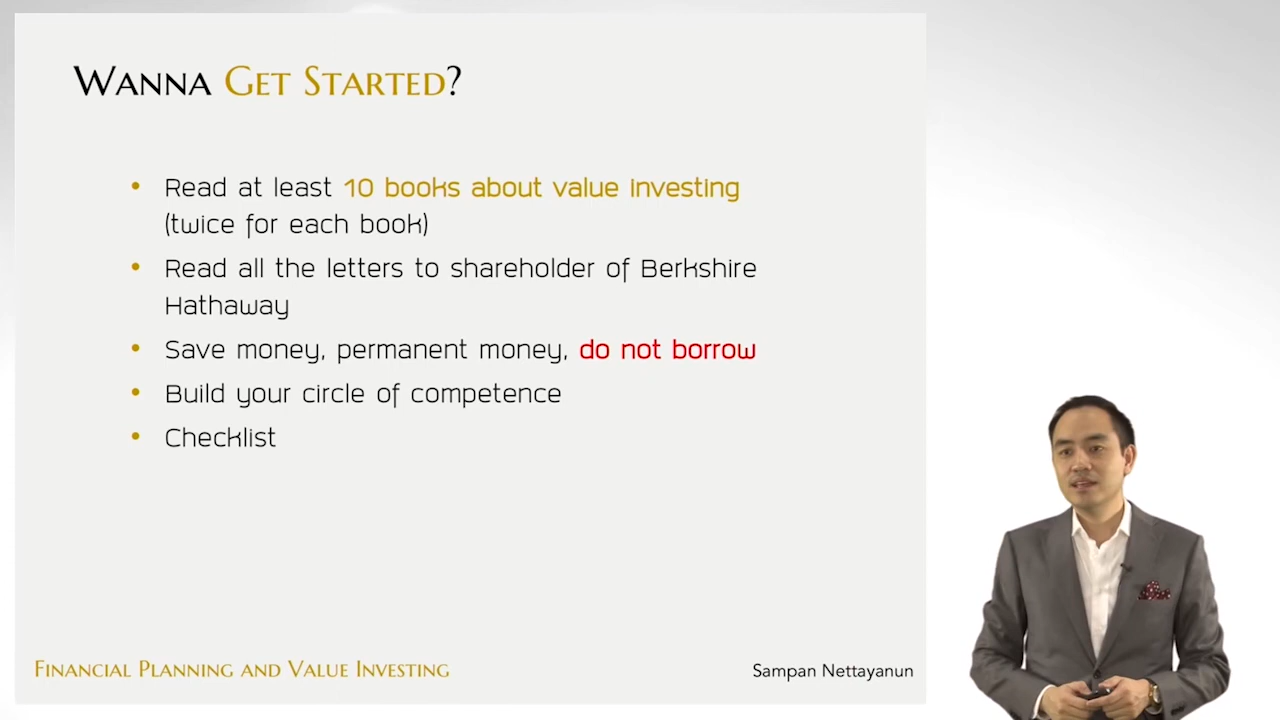 Wanna Get Started?
• Read at least 10 books about value investing
(twice for each book)
• Read all the letters to shareholder of Berkshire
Hathaway
• Save money, permanent money, do not borrow
• Build your circle of competence
• Checklist
Financial Planning and Value Investing
Sampan Nettayanun